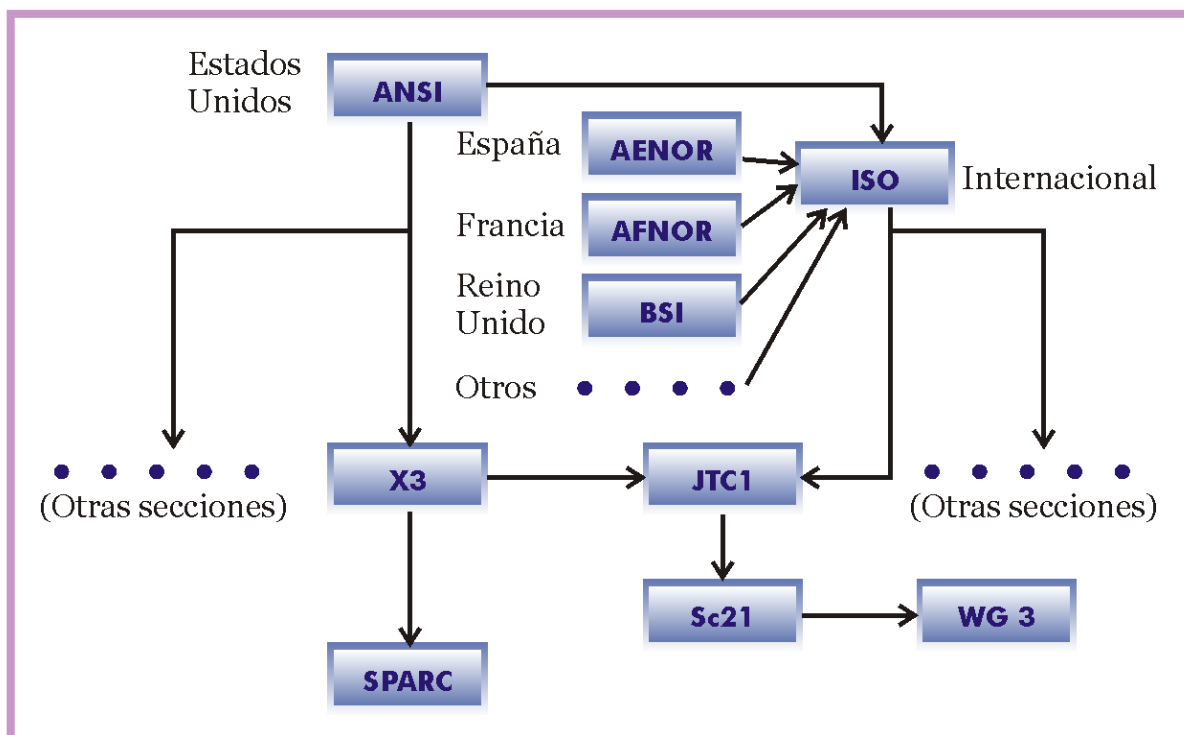 Estados
Unidos
ANSI
España
AENOR
ISO
Internacional
Francia
AFNOR
Reino
Unido
BSI
Otros
(Otras secciones)
X3
JTC1
(Otras secciones)
Sc21
WG 3
SPARC